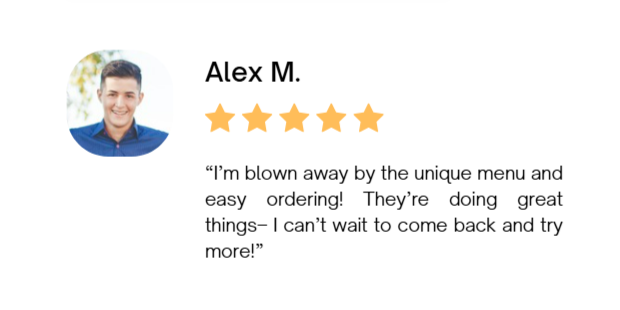 Alex M.
“I’m blown away by the unique menu and
easy ordering! They’re doing great
things– I can’t wait to come back and try
more!”